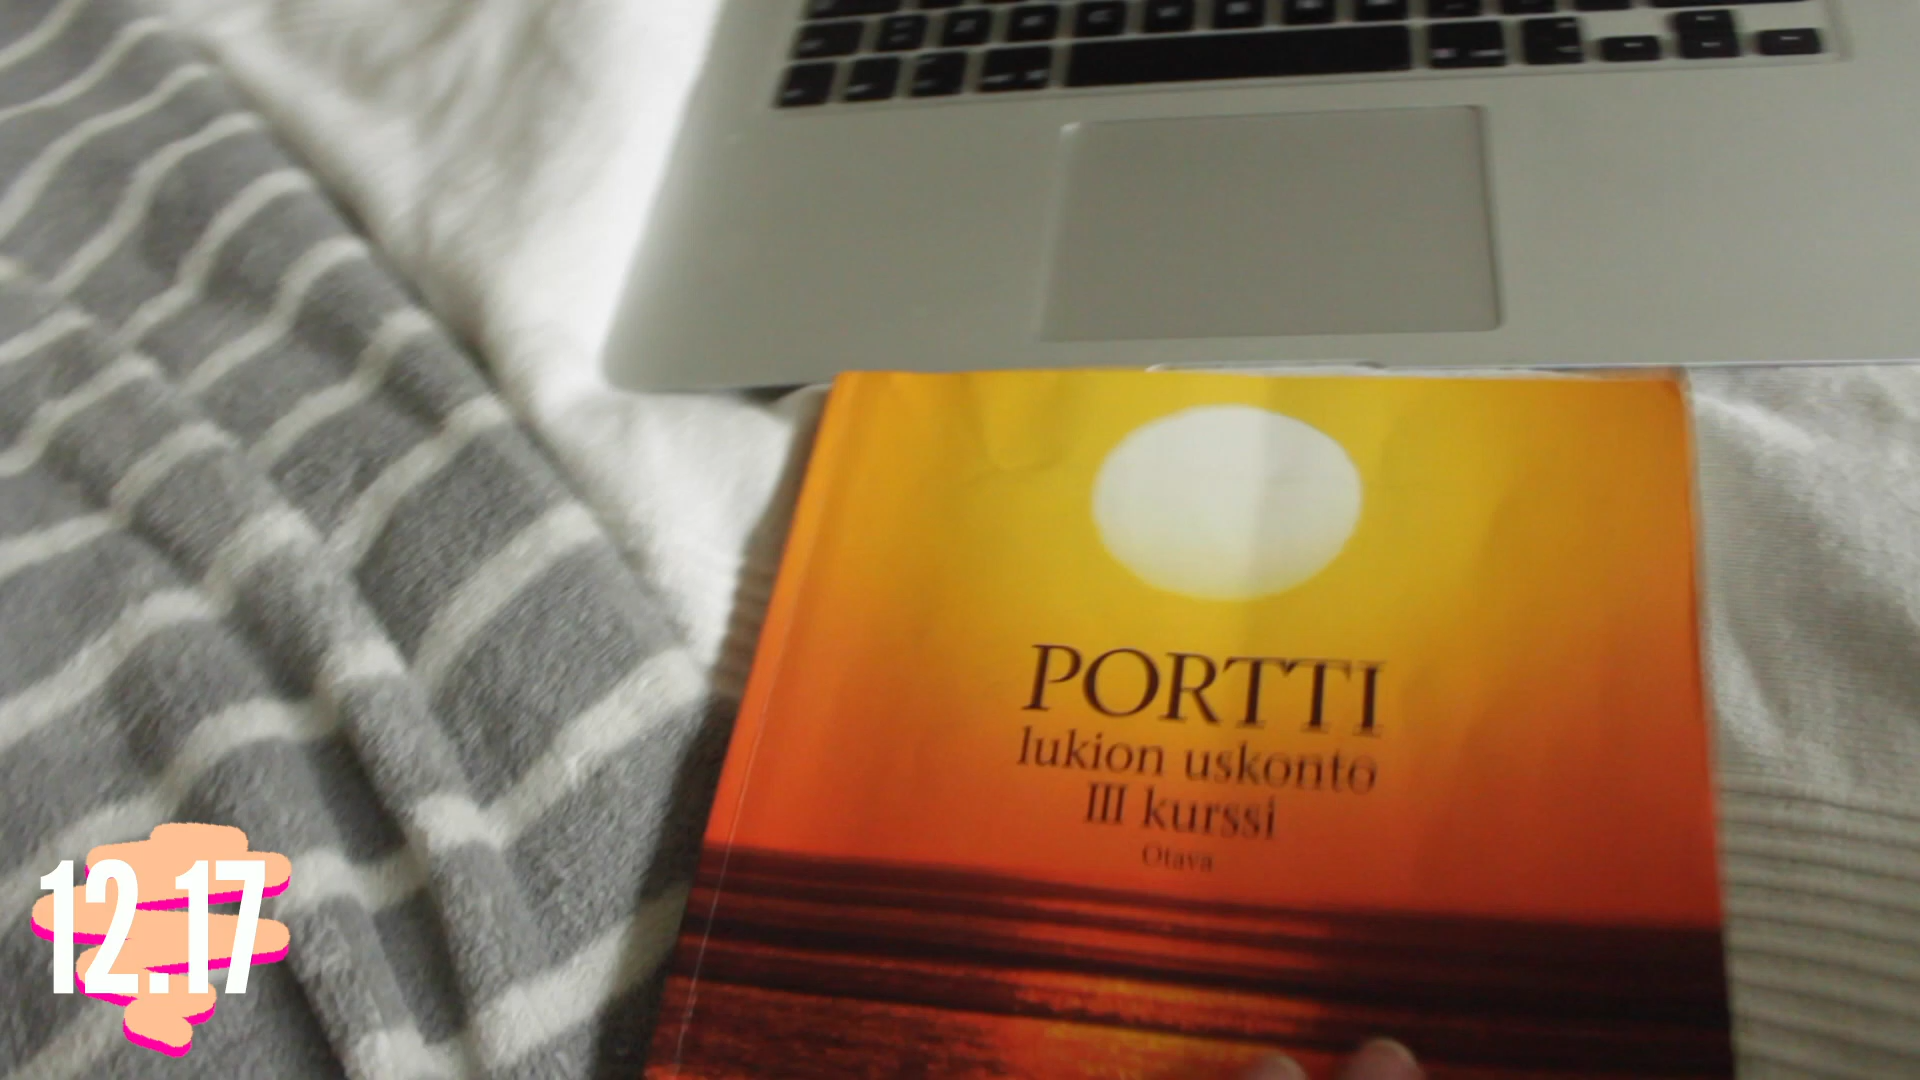 PORTTI
lukion uskonto
III kurssi
Otava
12.17